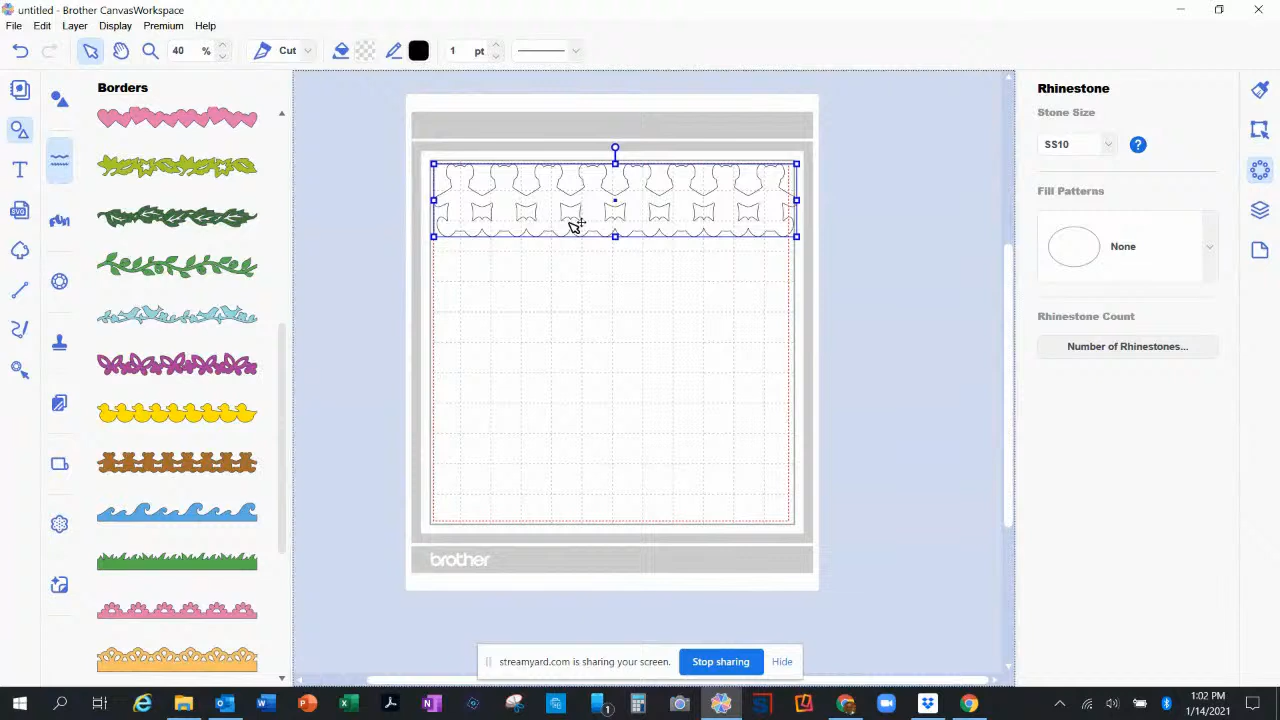 untitled - Brother CanvasWorkspace
File Edit Layer Display Premium Help
40 % Cut 1 pt
Borders
Rhinestone
Stone Size
SS10 ?
Fill Patterns
None
Rhinestone Count
Number of Rhinestones...
T
SVG
brother
streamyard.com is sharing your screen. Stop sharing Hide
1:02 PM
1/14/2021